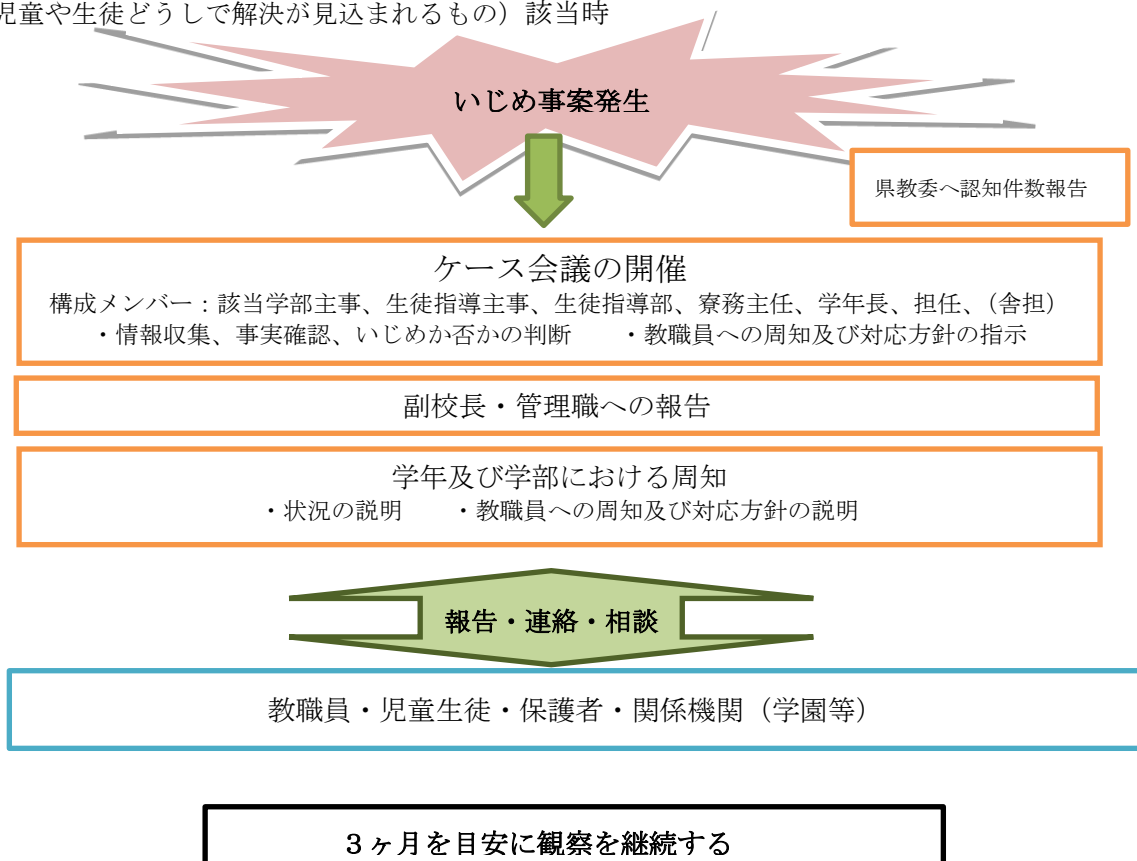 児童や生徒どうしで解決が見込まれるもの）該当時
いじめ事案発生
県教委へ認知件数報告
ケース会議の開催
構成メンバー：該当学部主事、生徒指導主事、生徒指導部、寮務主任、学年長、担任、（舎担）
・情報収集、事実確認、いじめか否かの判断　　・教職員への周知及び対応方針の指示
副校長・管理職への報告
学年及び学部における周知
・状況の説明　　・教職員への周知及び対応方針の説明
報告・連絡・相談
教職員・児童生徒・保護者・関係機関（学園等）
３ヶ月を目安に観察を継続する